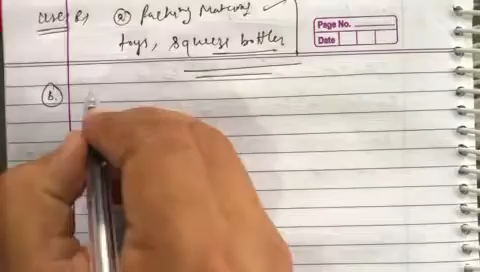 uses R, (a) Packing Material
toys, Squeeze bottles
Page No.
Date
(b.)